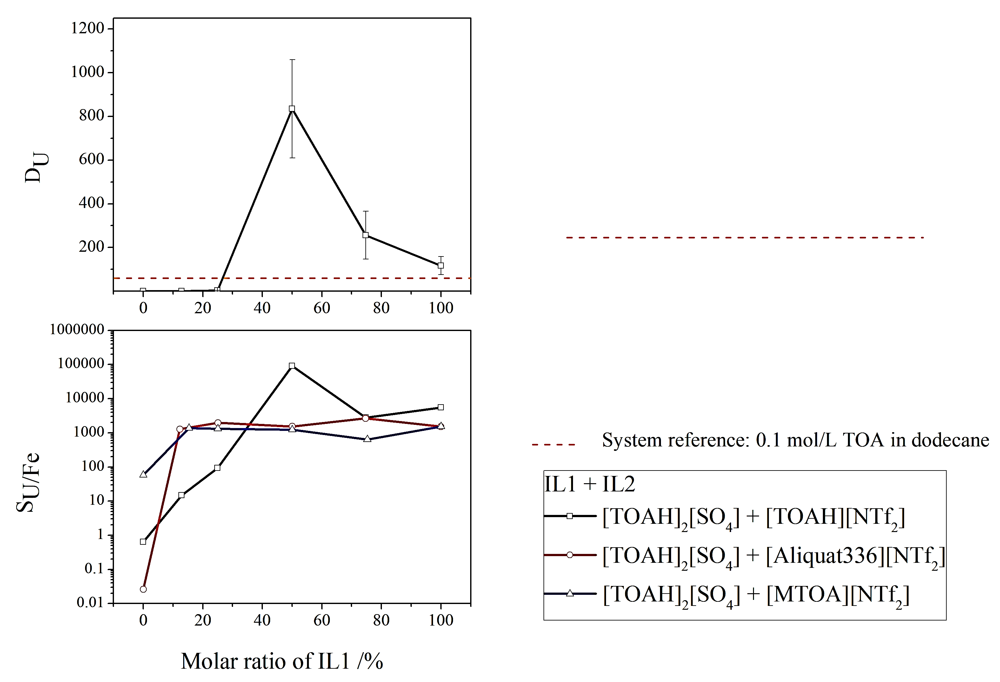 D_U
1200
1000
800
600
400
200
0 20 40 60 80 100
S_U/Fe
1000000
100000
10000
1000
100
10
1
0.1
0.01
0 20 40 60 80 100
Molar ratio of IL1 /%
System reference: 0.1 mol/L TOA in dodecane
IL1 + IL2
[TOAH]₂[SO₄] + [TOAH][NTf₂]
[TOAH]₂[SO₄] + [Aliquat336][NTf₂]
[TOAH]₂[SO₄] + [MTOA][NTf₂]